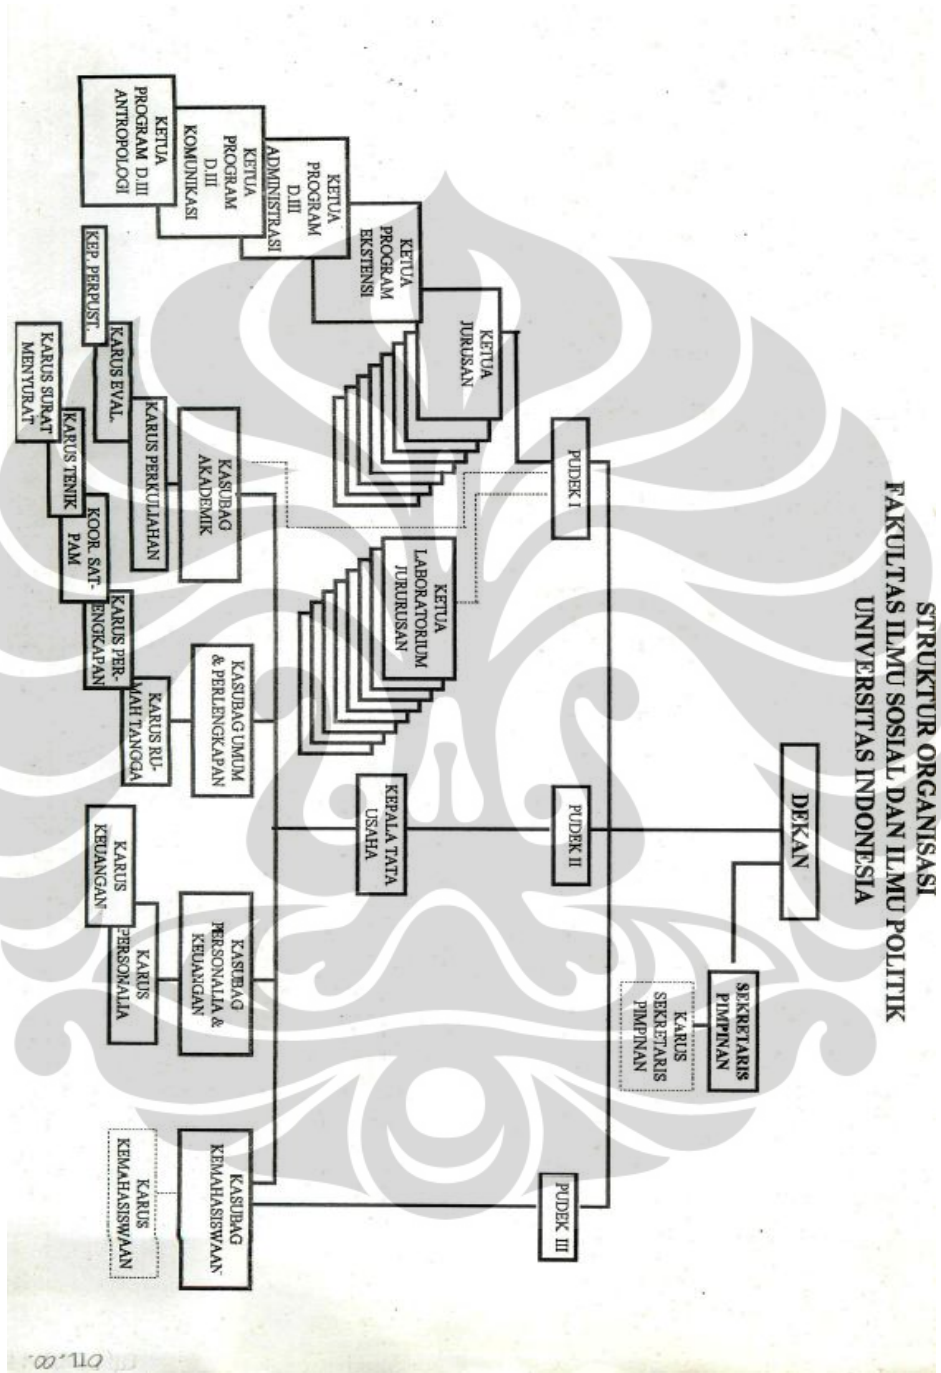 STRUKTUR ORGANISASI
FAKULTAS ILMU SOSIAL DAN ILMU POLITIK
UNIVERSITAS INDONESIA
DEKAN
SEKRETARIS
PIMPINAN
KARUS
SEKRETARIS
PIMPINAN
PUDEK I
PUDEK II
PUDEK III
KETUA
JURUSAN
KETUA
PROGRAM
EKSTENSI
KETUA
PROGRAM
D.III
ADMINISTRASI
KETUA
PROGRAM
D.III
KOMUNIKASI
KETUA
PROGRAM D.III
ANTROPOLOGI
KETUA
LABORATORIUM
JURURUSAN
KEPALA TATA
USAHA
KASUBAG
AKADEMIK
KASUBAG UMUM
& PERLENGKAPAN
KASUBAG
PERSONALIA &
KEUANGAN
KASUBAG
KEMAHASISWAAN
KARUS PERKULIAHAN
KARUS EVAL.
KEP. PERPUST.
KARUS RU-
MAH TANGGA
KARUS PER-
ENGKAPAN
KOOR. SAT-
PAM
KARUS TENIK
KARUS SURAT
MENYURAT
KARUS
PERSONALIA
KARUS
KEUANGAN
KARUS
KEMAHASISWAAN